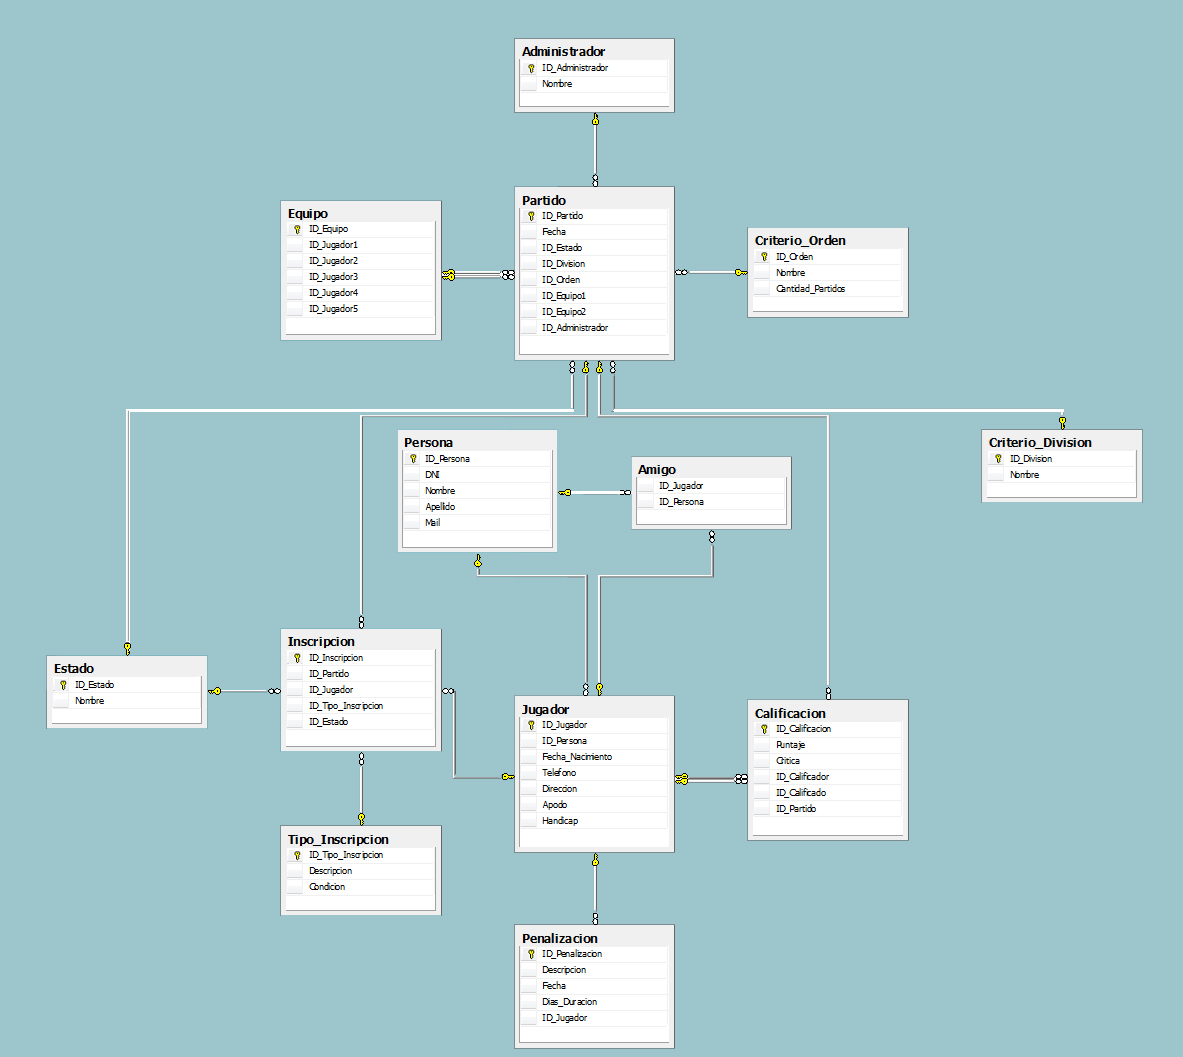 Administrador
ID_Administrador
Nombre
Partido
ID_Partido
Fecha
ID_Estado
ID_Division
ID_Orden
ID_Equipo1
ID_Equipo2
ID_Administrador
Equipo
ID_Equipo
ID_Jugador1
ID_Jugador2
ID_Jugador3
ID_Jugador4
ID_Jugador5
Criterio_Orden
ID_Orden
Nombre
Cantidad_Partidos
Persona
ID_Persona
DNI
Nombre
Apellido
Mail
Amigo
ID_Jugador
ID_Persona
Criterio_Division
ID_Division
Nombre
Estado
ID_Estado
Nombre
Inscripcion
ID_Inscripcion
ID_Partido
ID_Jugador
ID_Tipo_Inscripcion
ID_Estado
Jugador
ID_Jugador
ID_Persona
Fecha_Nacimiento
Telefono
Direccion
Apodo
Handicap
Calificacion
ID_Calificacion
Puntaje
Critica
ID_Calificador
ID_Calificado
ID_Partido
Tipo_Inscripcion
ID_Tipo_Inscripcion
Descripcion
Condicion
Penalizacion
ID_Penalizacion
Descripcion
Fecha
Dias_Duracion
ID_Jugador